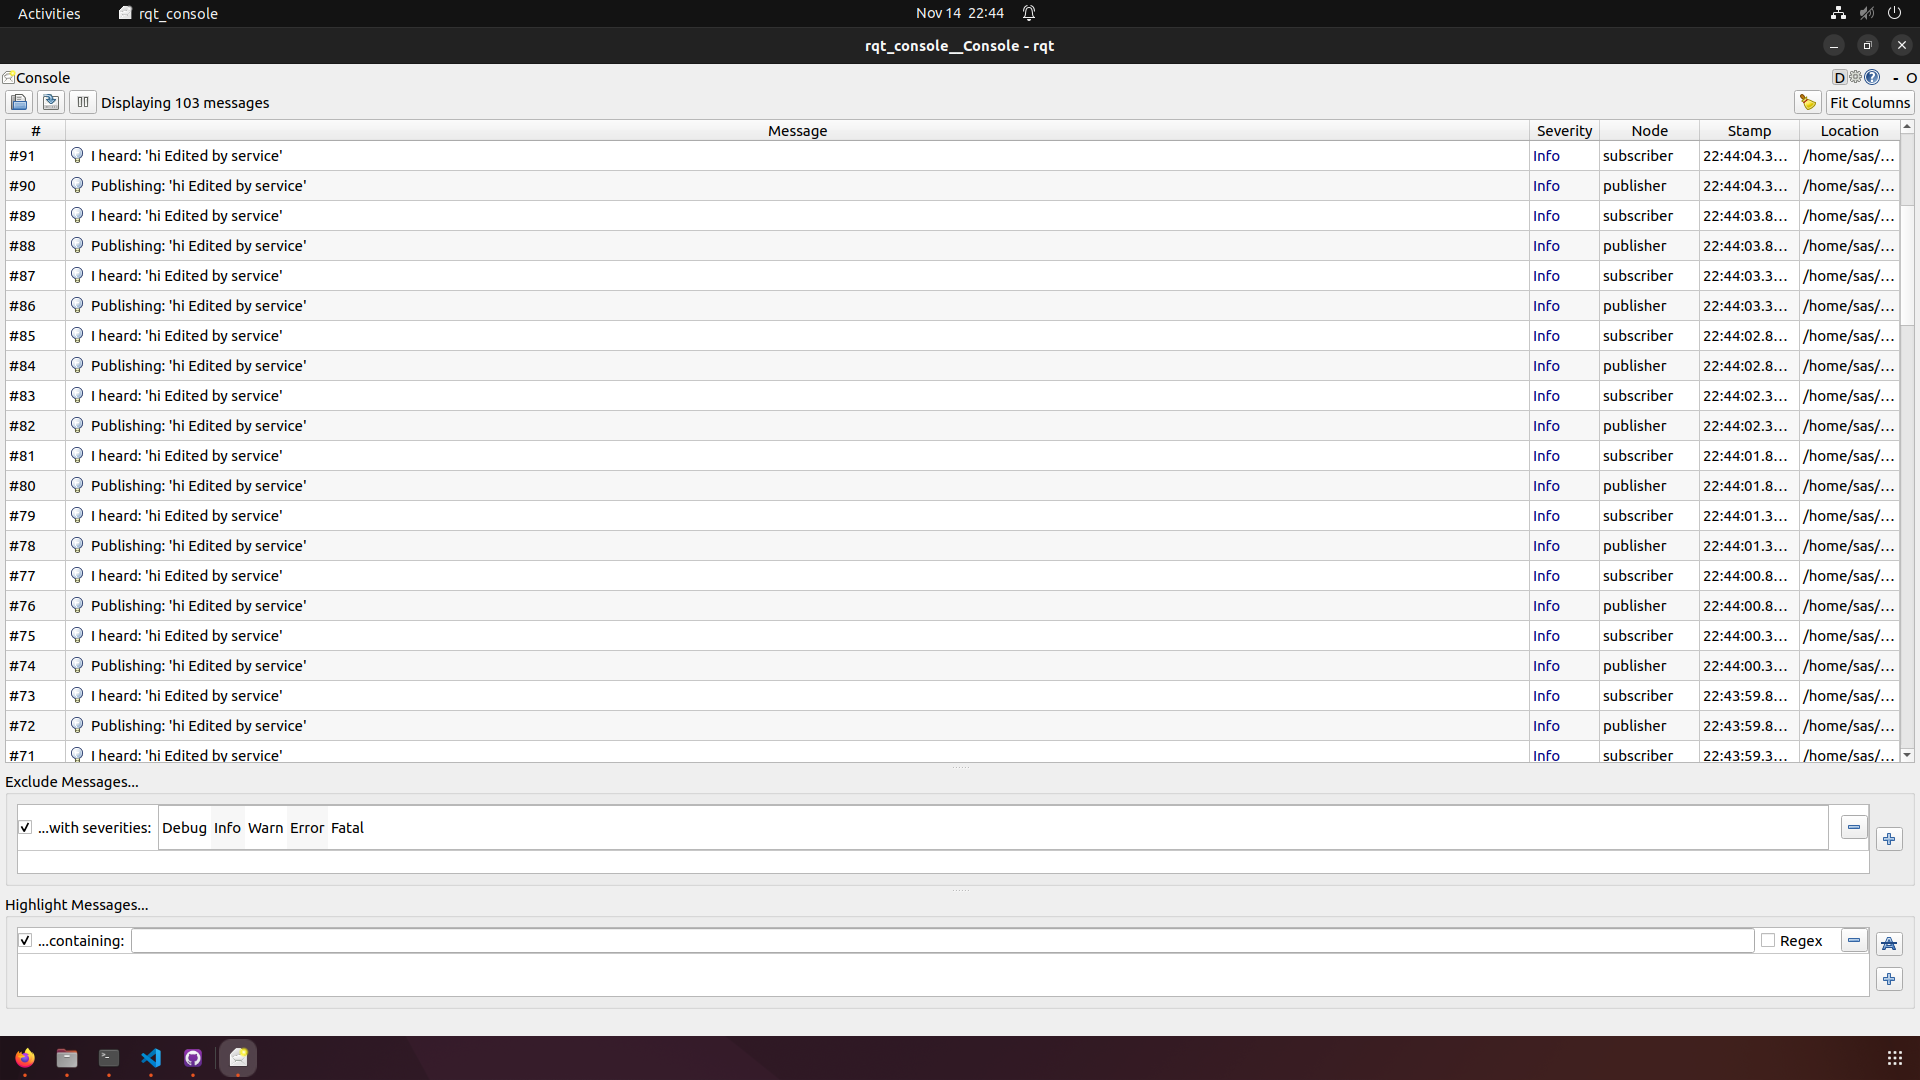 Activities rqt_console Nov 14 22:44
rqt_console__Console - rqt
Console D - O
Displaying 103 messages Fit Columns
# Message Severity Node Stamp Location
#91 I heard: 'hi Edited by service' Info subscriber 22:44:04.3... /home/sas/...
#90 Publishing: 'hi Edited by service' Info publisher 22:44:04.3... /home/sas/...
#89 I heard: 'hi Edited by service' Info subscriber 22:44:03.8... /home/sas/...
#88 Publishing: 'hi Edited by service' Info publisher 22:44:03.8... /home/sas/...
#87 I heard: 'hi Edited by service' Info subscriber 22:44:03.3... /home/sas/...
#86 Publishing: 'hi Edited by service' Info publisher 22:44:03.3... /home/sas/...
#85 I heard: 'hi Edited by service' Info subscriber 22:44:02.8... /home/sas/...
#84 Publishing: 'hi Edited by service' Info publisher 22:44:02.8... /home/sas/...
#83 I heard: 'hi Edited by service' Info subscriber 22:44:02.3... /home/sas/...
#82 Publishing: 'hi Edited by service' Info publisher 22:44:02.3... /home/sas/...
#81 I heard: 'hi Edited by service' Info subscriber 22:44:01.8... /home/sas/...
#80 Publishing: 'hi Edited by service' Info publisher 22:44:01.8... /home/sas/...
#79 I heard: 'hi Edited by service' Info subscriber 22:44:01.3... /home/sas/...
#78 Publishing: 'hi Edited by service' Info publisher 22:44:01.3... /home/sas/...
#77 I heard: 'hi Edited by service' Info subscriber 22:44:00.8... /home/sas/...
#76 Publishing: 'hi Edited by service' Info publisher 22:44:00.8... /home/sas/...
#75 I heard: 'hi Edited by service' Info subscriber 22:44:00.3... /home/sas/...
#74 Publishing: 'hi Edited by service' Info publisher 22:44:00.3... /home/sas/...
#73 I heard: 'hi Edited by service' Info subscriber 22:43:59.8... /home/sas/...
#72 Publishing: 'hi Edited by service' Info publisher 22:43:59.8... /home/sas/...
#71 I heard: 'hi Edited by service' Info subscriber 22:43:59.3... /home/sas/...
Exclude Messages...
...with severities: Debug Info Warn Error Fatal
Highlight Messages...
...containing: Regex